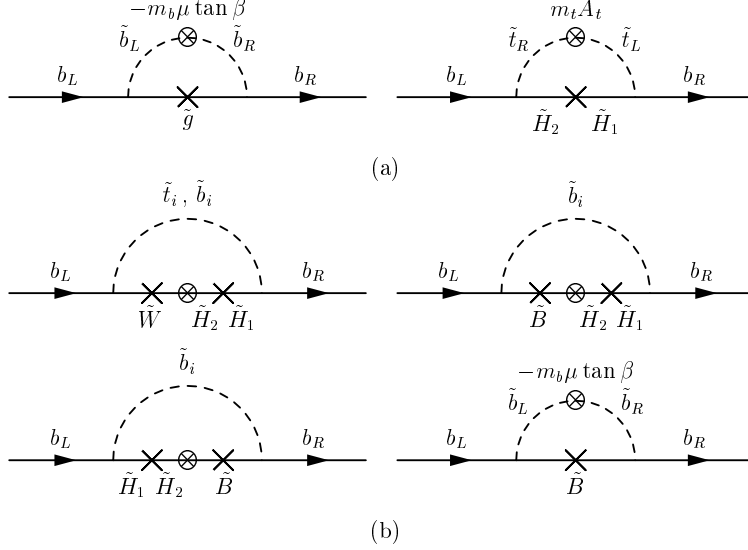 −m_b μ tan β    m_t A_t
b̃_L    b̃_R    t̃_R    t̃_L
b_L    b_R    b_L    b_R
g̃    H̃_2    H̃_1
(a)
t̃_i , b̃_i    b̃_i
b_L    b_R    b_L    b_R
W̃    H̃_2    H̃_1    B̃    H̃_2    H̃_1
b̃_i    −m_b μ tan β
b̃_L    b̃_R
b_L    b_R    b_L    b_R
H̃_1    H̃_2    B̃    B̃
(b)